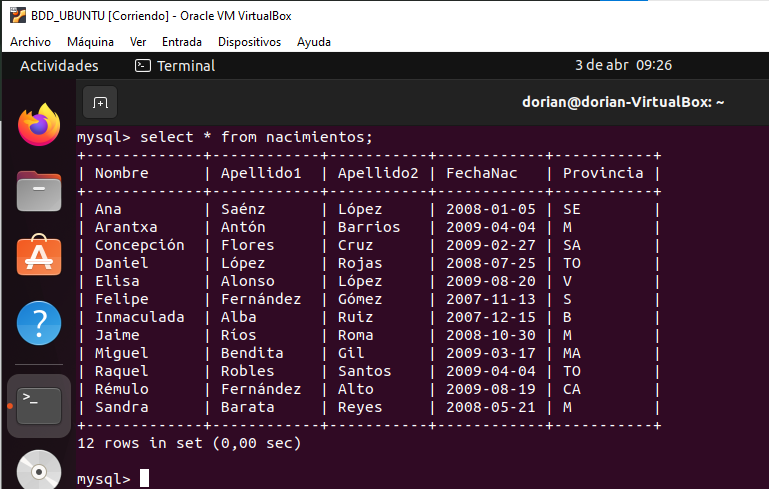 BDD_UBUNTU [Corriendo] - Oracle VM VirtualBox
Archivo Máquina Ver Entrada Dispositivos Ayuda
Actividades Terminal 3 de abr 09:26
dorian@dorian-VirtualBox: ~
mysql> select * from nacimientos;
+-------------+------------+-----------+------------+-----------+
| Nombre | Apellido1 | Apellido2 | FechaNac | Provincia |
+-------------+------------+-----------+------------+-----------+
| Ana | Saénz | López | 2008-01-05 | SE |
| Arantxa | Antón | Barrios | 2009-04-04 | M |
| Concepción | Flores | Cruz | 2009-02-27 | SA |
| Daniel | López | Rojas | 2008-07-25 | TO |
| Elisa | Alonso | López | 2009-08-20 | V |
| Felipe | Fernández | Gómez | 2007-11-13 | S |
| Inmaculada | Alba | Ruiz | 2007-12-15 | B |
| Jaime | Ríos | Roma | 2008-10-30 | M |
| Miguel | Bendita | Gil | 2009-03-17 | MA |
| Raquel | Robles | Santos | 2009-04-04 | TO |
| Rémulo | Fernández | Alto | 2009-08-19 | CA |
| Sandra | Barata | Reyes | 2008-05-21 | M |
+-------------+------------+-----------+------------+-----------+
12 rows in set (0,00 sec)
mysql>